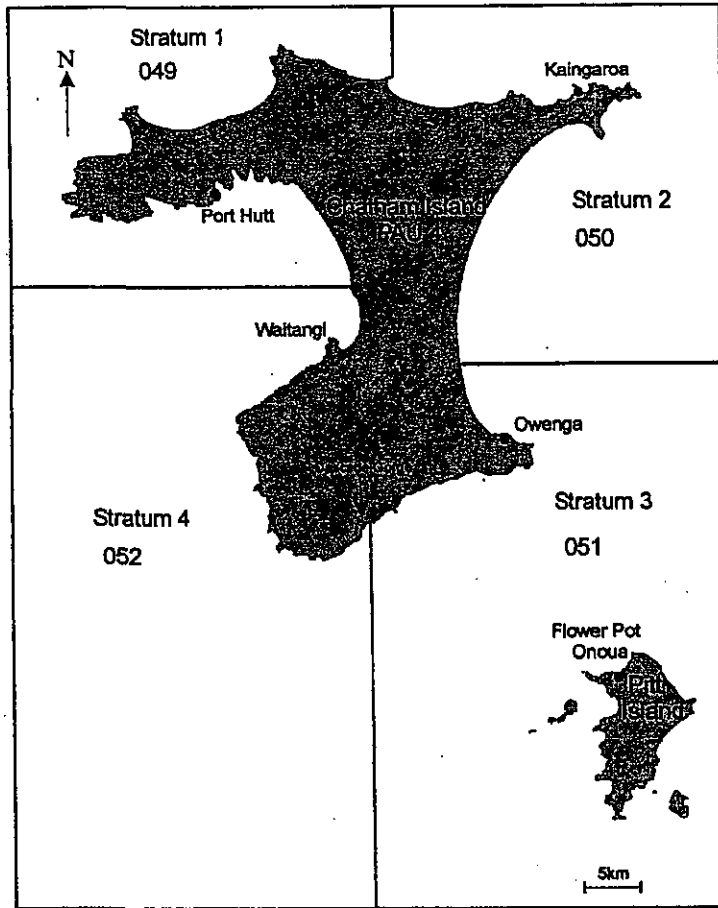 Stratum 1
049
N
Kaingaroa
Port Hutt
Chatham Island
PAU
Stratum 2
050
Waitangi
Owenga
Stratum 4
052
Stratum 3
051
Flower Pot
Onoua
Pitt
Island
5km